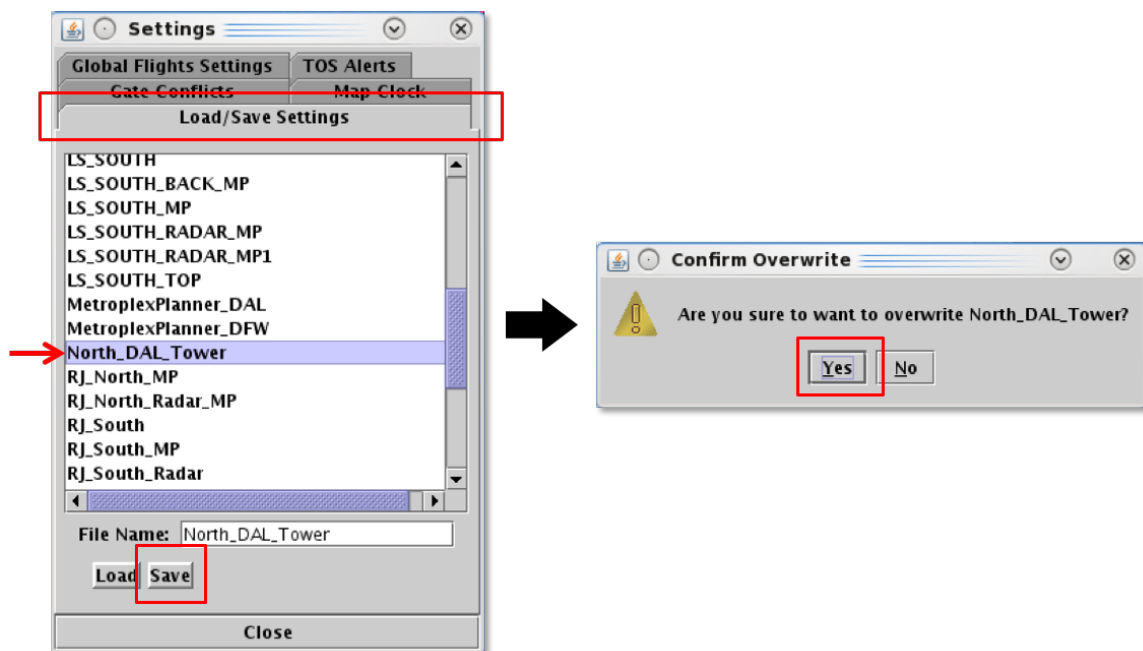 Settings
Global Flights Settings TOS Alerts
Gate Conflicts Map Clock
Load/Save Settings
LS_SOUTH
LS_SOUTH_BACK_MP
LS_SOUTH_MP
LS_SOUTH_RADAR_MP
LS_SOUTH_RADAR_MP1
LS_SOUTH_TOP
MetroplexPlanner_DAL
MetroplexPlanner_DFW
North_DAL_Tower
RJ_North_MP
RJ_North_Radar_MP
RJ_South
RJ_South_MP
RJ_South_Radar
File Name: North_DAL_Tower
Load Save
Close
Confirm Overwrite
Are you sure to want to overwrite North_DAL_Tower?
Yes No